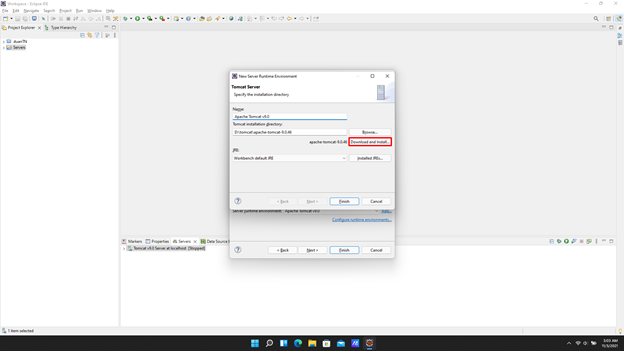 Workspace - Eclipse IDE
File Edit Navigate Search Project Run Window Help
Project Explorer Type Hierarchy
Servers
New Server Runtime Environment
Tomcat Server
Specify the installation directory
Name:
Apache Tomcat v9.0
Tomcat installation directory:
D:\tomcat\apache-tomcat-9.0.46 Browse...
apache-tomcat-9.0.46 Download and Install...
JRE:
Workbench default JRE Installed JREs...
< Back Next > Finish Cancel
Server runtime environment: Apache Tomcat v9.0 Add...
Configure runtime environments...
< Back Next > Finish Cancel
Markers Properties Servers Data Source
Tomcat v9.0 Server at localhost [Stopped]
1 item selected
5:05 AM
11/5/2021